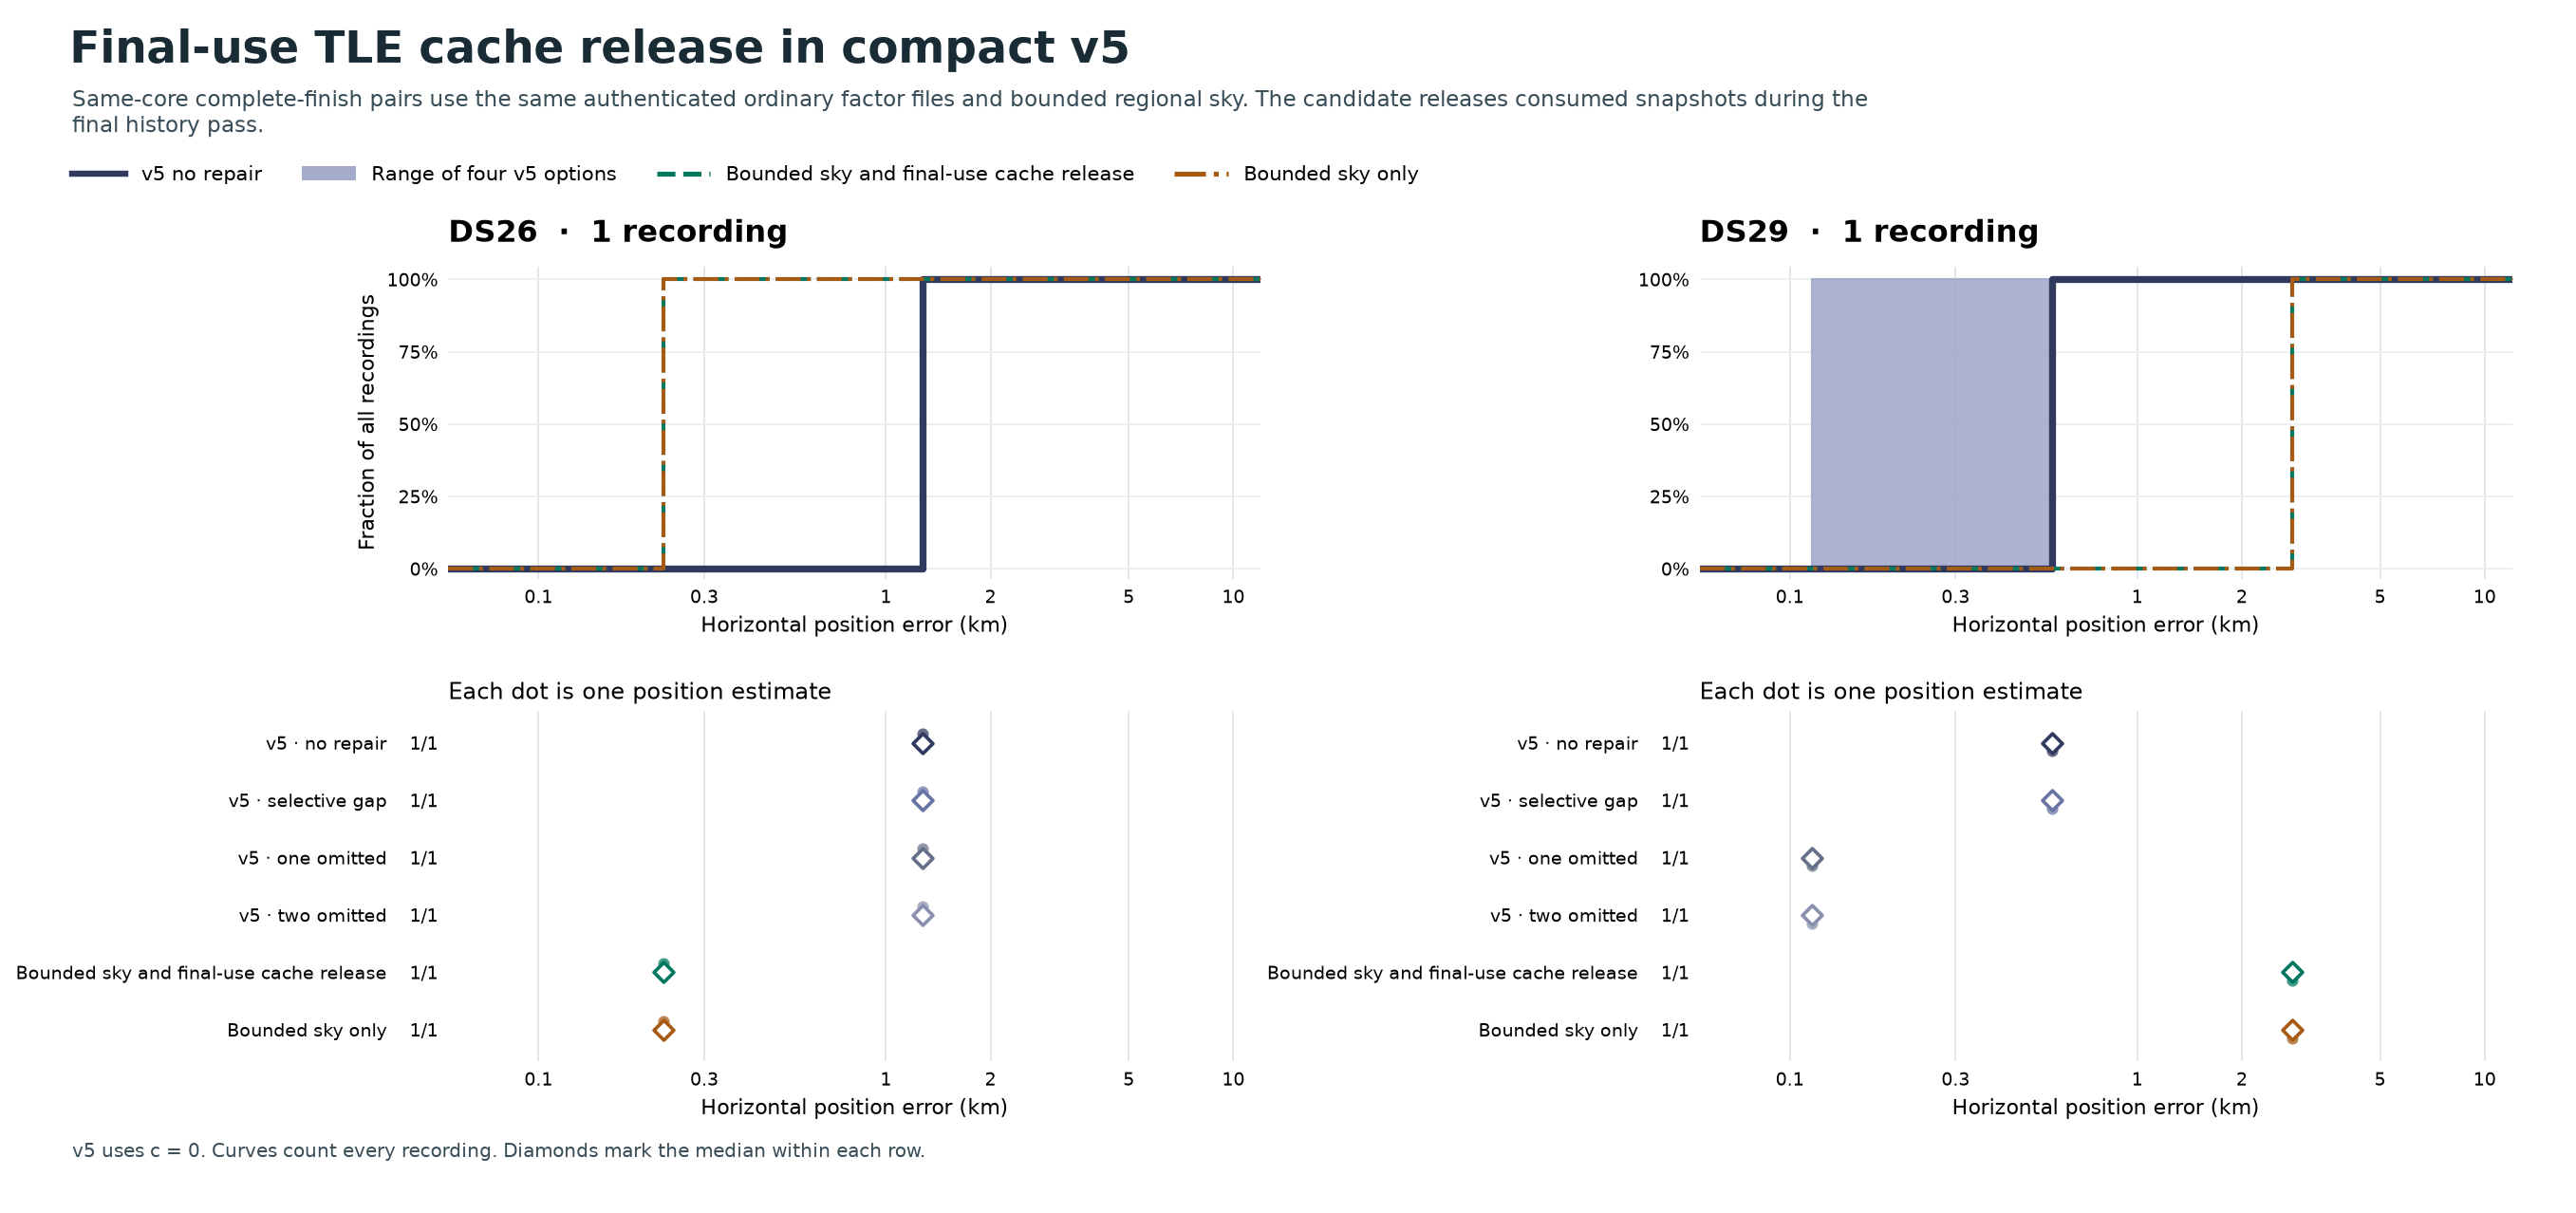 Final-use TLE cache release in compact v5
Same-core complete-finish pairs use the same authenticated ordinary factor files and bounded regional sky. The candidate releases consumed snapshots during the
final history pass.
v5 no repair
Range of four v5 options
Bounded sky and final-use cache release
Bounded sky only
DS26 · 1 recording
Fraction of all recordings
100%
75%
50%
25%
0%
0.1 0.3 1 2 5 10
Horizontal position error (km)
DS29 · 1 recording
100%
75%
50%
25%
0%
0.1 0.3 1 2 5 10
Horizontal position error (km)
Each dot is one position estimate
v5 · no repair 1/1
v5 · selective gap 1/1
v5 · one omitted 1/1
v5 · two omitted 1/1
Bounded sky and final-use cache release 1/1
Bounded sky only 1/1
0.1 0.3 1 2 5 10
Horizontal position error (km)
Each dot is one position estimate
v5 · no repair 1/1
v5 · selective gap 1/1
v5 · one omitted 1/1
v5 · two omitted 1/1
Bounded sky and final-use cache release 1/1
Bounded sky only 1/1
0.1 0.3 1 2 5 10
Horizontal position error (km)
v5 uses c = 0. Curves count every recording. Diamonds mark the median within each row.